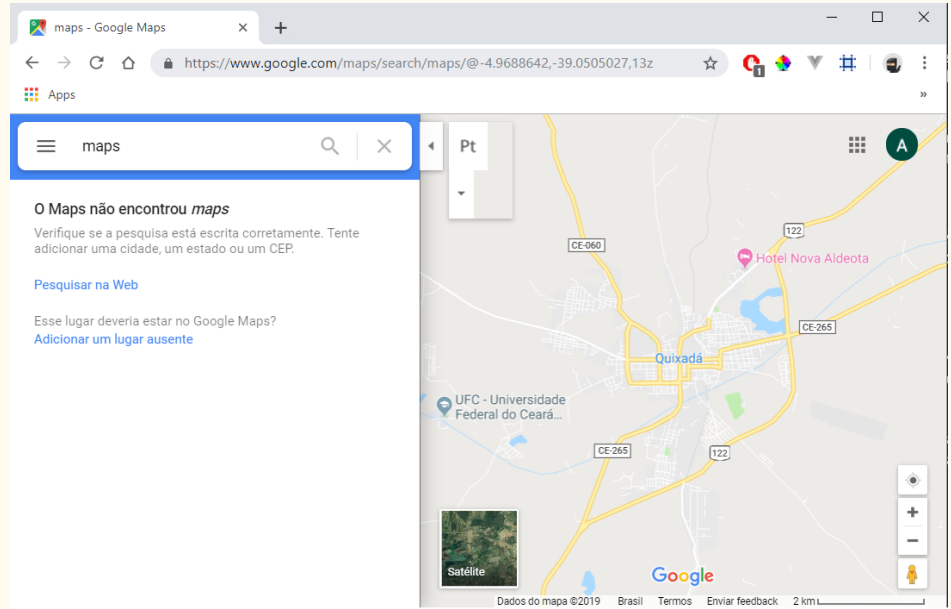 maps - Google Maps
https://www.google.com/maps/search/maps/@-4.9688642,-39.0505027,13z
1
Apps
»
maps
Pt
A
O Maps não encontrou maps
Verifique se a pesquisa está escrita corretamente. Tente
adicionar uma cidade, um estado ou um CEP.
Pesquisar na Web
Esse lugar deveria estar no Google Maps?
Adicionar um lugar ausente
122
CE-060
Hotel Nova Aldeota
CE-265
Quixadá
UFC - Universidade
Federal do Ceará...
CE-265
122
Satélite
Google
Dados do mapa ©2019 Brasil Termos Enviar feedback 2 km